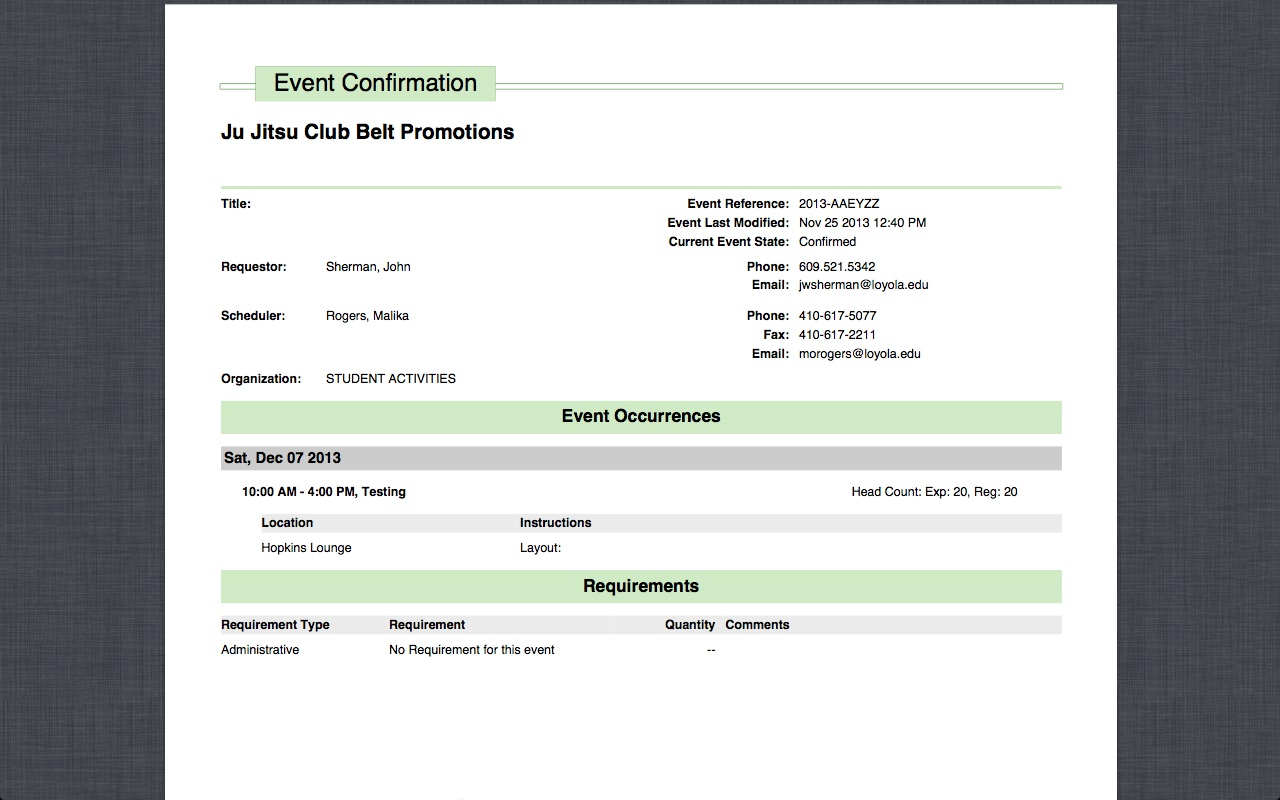 Event Confirmation
Ju Jitsu Club Belt Promotions
Title: Event Reference: 2013-AAEYZZ
Event Last Modified: Nov 25 2013 12:40 PM
Current Event State: Confirmed
Requestor: Sherman, John Phone: 609.521.5342
Email: jwsherman@loyola.edu
Scheduler: Rogers, Malika Phone: 410-617-5077
Fax: 410-617-2211
Email: morogers@loyola.edu
Organization: STUDENT ACTIVITIES
Event Occurrences
Sat, Dec 07 2013
10:00 AM - 4:00 PM, Testing Head Count: Exp: 20, Reg: 20
Location Instructions
Hopkins Lounge Layout:
Requirements
Requirement Type Requirement Quantity Comments
Administrative No Requirement for this event --